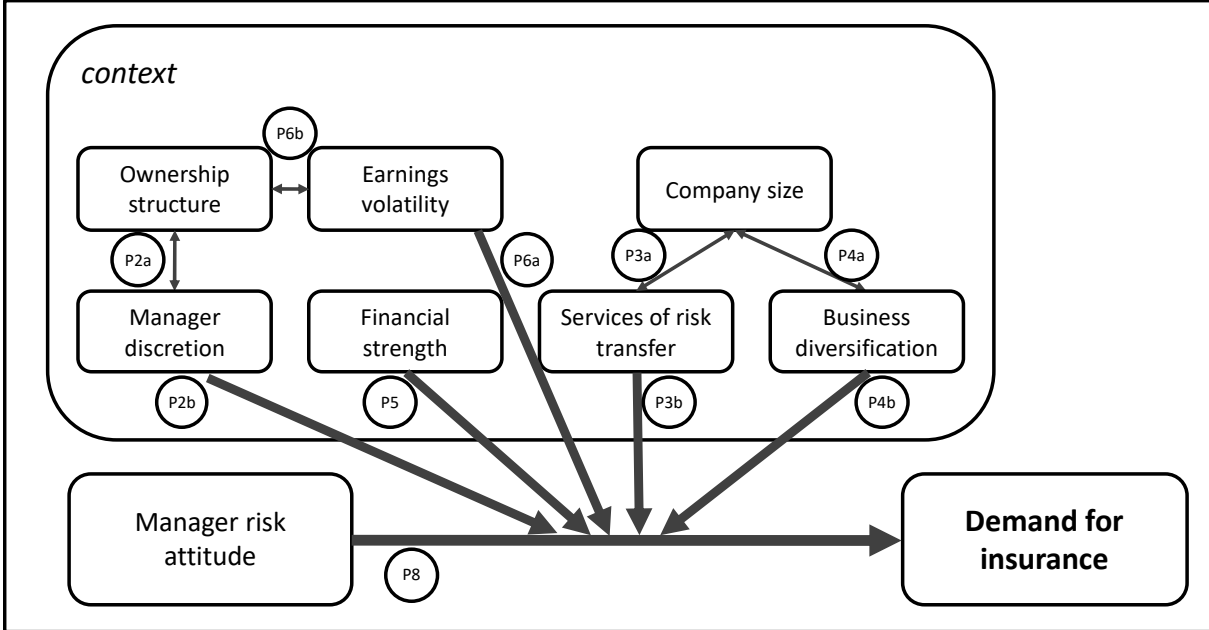 context
P6b
Ownership
structure
Earnings
volatility
Company size
P2a
P6a
P3a
P4a
Manager
discretion
Financial
strength
Services of risk
transfer
Business
diversification
P2b
P5
P3b
P4b
Manager risk
attitude
Demand for
insurance
P8